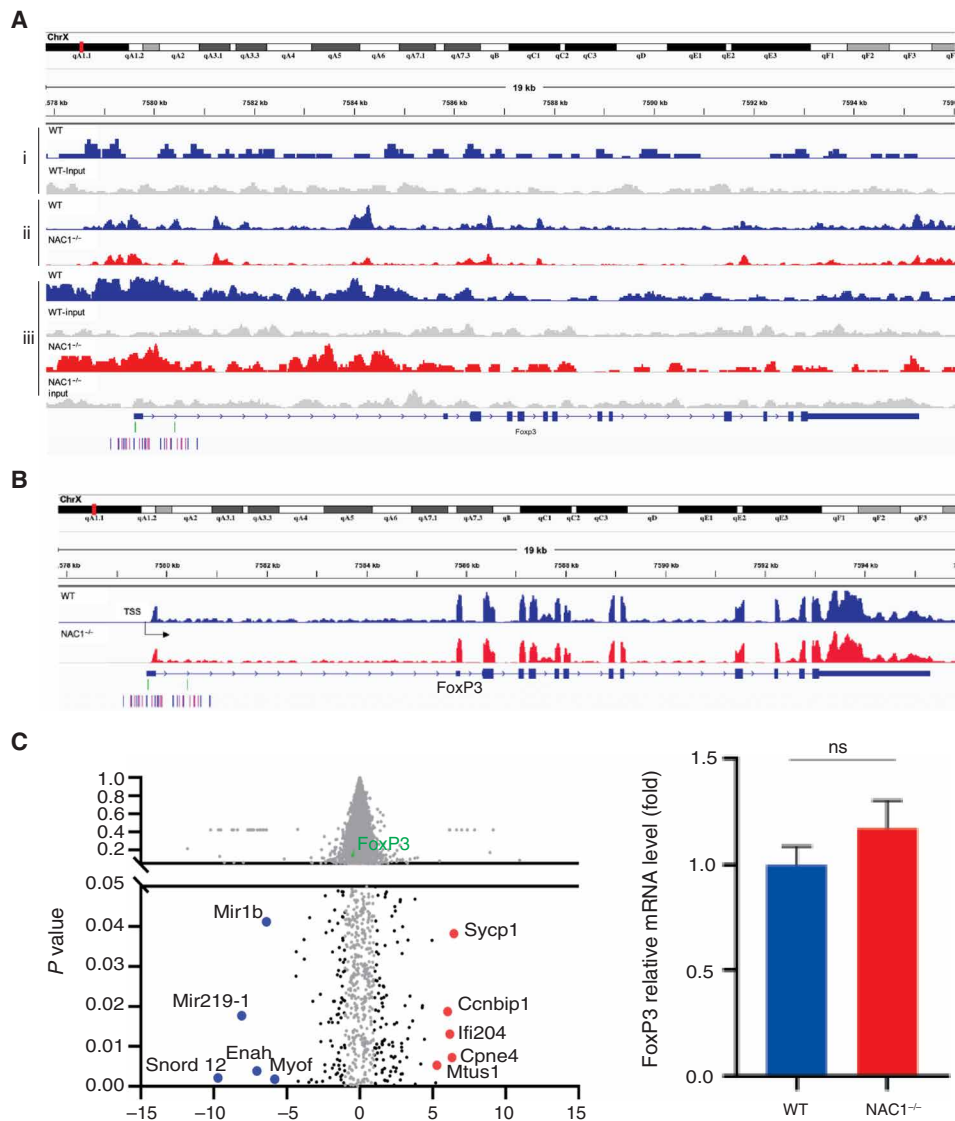 A
ChrX
qA1.1 qA1.2 qA2 qA3.1 qA3.3 qA4 qA5 qA6 qA7.1 qA7.3 qB qC1 qC2 qC3 qD qE1 qE2 qE3 qF1 qF2 qF3
19 kb
.578 kb 7580 kb 7582 kb 7584 kb 7586 kb 7588 kb 7590 kb 7592 kb 7594 kb
WT
i
WT-Input
WT
ii
NAC1−/−
WT
WT-input
iii
NAC1−/−
NAC1−/−
input
Foxp3
B
ChrX
qA1.1 qA1.2 qA2 qA3.1 qA3.3 qA4 qA5 qA6 qA7.1 qA7.3 qB qC1 qC2 qC3 qD qE1 qE2 qE3 qF1 qF2 qF3
19 kb
.578 kb 7580 kb 7582 kb 7584 kb 7586 kb 7588 kb 7590 kb 7592 kb 7594 kb
WT
TSS
NAC1−/−
FoxP3
C
1.0
0.8
0.6
0.4
0.2
FoxP3
0.05
0.04
0.03
0.02
0.01
0.00
P value
Mir1b
Sycp1
Mir219-1
Ccnbip1
Ifi204
Snord 12
Enah
Myof
Cpne4
Mtus1
−15 −10 −5 0 5 10 15
FoxP3 relative mRNA level (fold)
1.5
1.0
0.5
0.0
ns
WT NAC1−/−